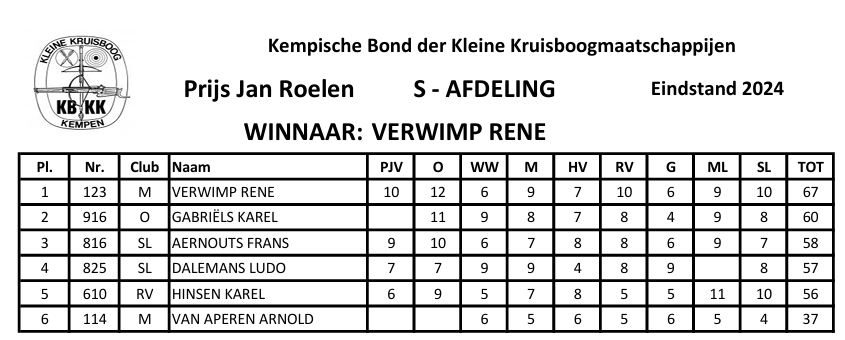 KLEINE KRUISBOOG
KB KK
KEMPEN
Kempische Bond der Kleine Kruisboogmaatschappijen
Prijs Jan Roelen S - AFDELING Eindstand 2024
WINNAAR: VERWIMP RENE
Pl. Nr. Club Naam PJV O WW M HV RV G ML SL TOT
1 123 M VERWIMP RENE 10 12 6 9 7 10 6 9 10 67
2 916 O GABRIËLS KAREL 11 9 8 7 8 4 9 8 60
3 816 SL AERNOUTS FRANS 9 10 6 7 8 8 6 9 7 58
4 825 SL DALEMANS LUDO 7 7 9 9 4 8 9 8 57
5 610 RV HINSEN KAREL 6 9 5 7 8 5 5 11 10 56
6 114 M VAN APEREN ARNOLD 6 5 6 5 6 5 4 37